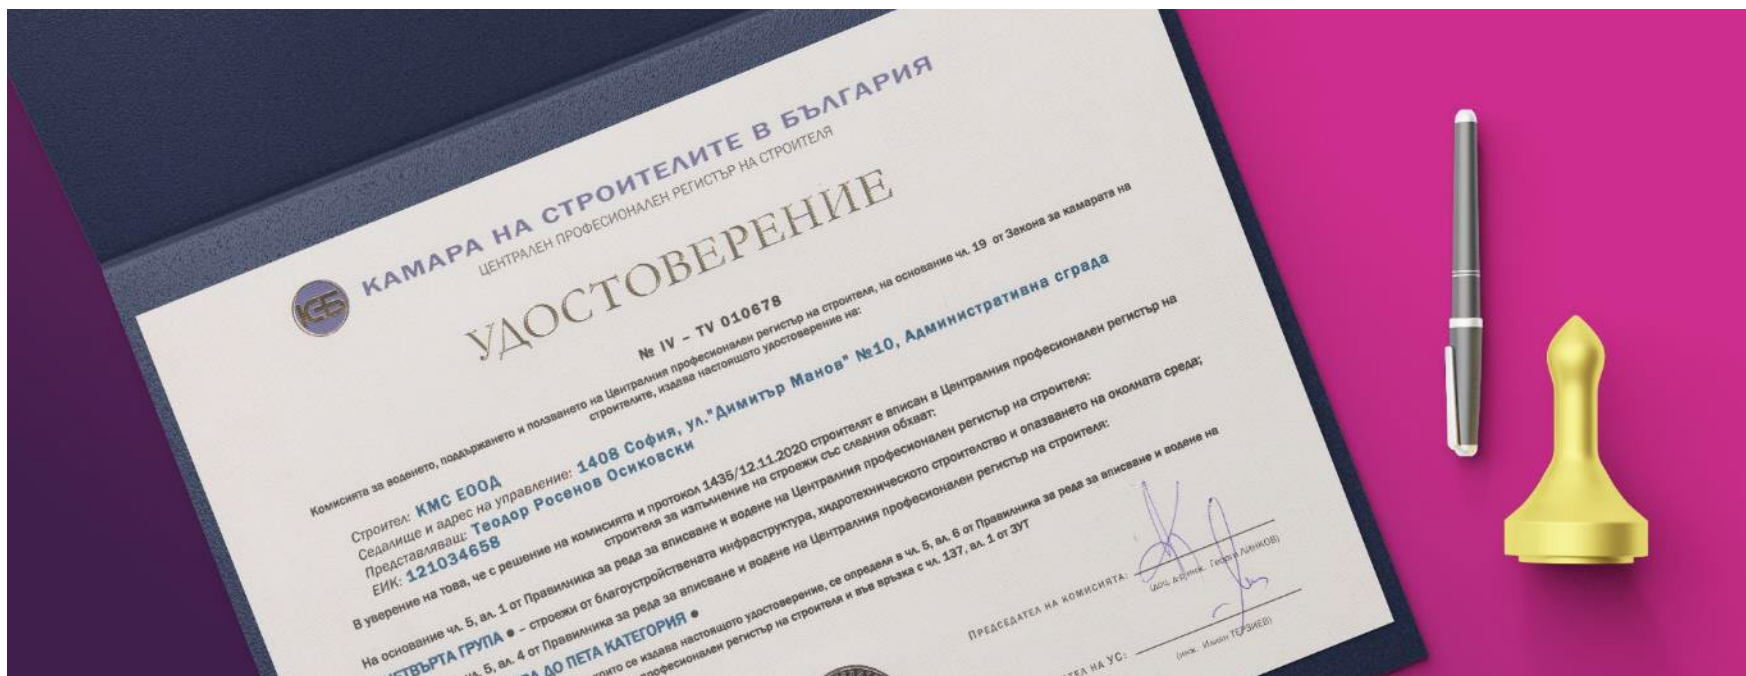 КСБ
КАМАРА НА СТРОИТЕЛИТЕ В БЪЛГАРИЯ
ЦЕНТРАЛЕН ПРОФЕСИОНАЛЕН РЕГИСТЪР НА СТРОИТЕЛЯ
УДОСТОВЕРЕНИЕ
№ IV – TV 010678
Комисията за воденето, поддържането и ползването на Централния професионален регистър на строителя, на основание чл. 19 от Закона за камарата на
строителите, издава настоящото удостоверение на:
Строител: КМС ЕООД
Седалище и адрес на управление: 1408 София, ул."Димитър Манов" №10, Административна сграда
Представляващ: Теодор Росенов Осиковски
ЕИК: 121034658
В уверение на това, че с решение на комисията и протокол 1435/12.11.2020 строителят е вписан в Централния професионален регистър на
строителя за изпълнение на строежи със следния обхват:
На основание чл. 5, ал. 1 от Правилника за реда за вписване и водене на Централния професионален регистър на строителя:
ГРУПА ● – строежи от благоустройствената инфраструктура, хидротехническото строителство и опазването на околната среда;
5, ал. 4 от Правилника за реда за вписване и водене на Централния професионален регистър на строителя:
ДО ПЕТА КАТЕГОРИЯ ●
се издава настоящото удостоверение, се определя в чл. 5, ал. 6 от Правилника за реда за вписване и водене на
регистър на строителя и във връзка с чл. 137, ал. 1 от ЗУТ
ПРЕДСЕДАТЕЛ НА КОМИСИЯТА:
(доц. д-р инж. Георги ЛИНКОВ)
НА УС:
(инж. Илиян ТЕРЗИЕВ)